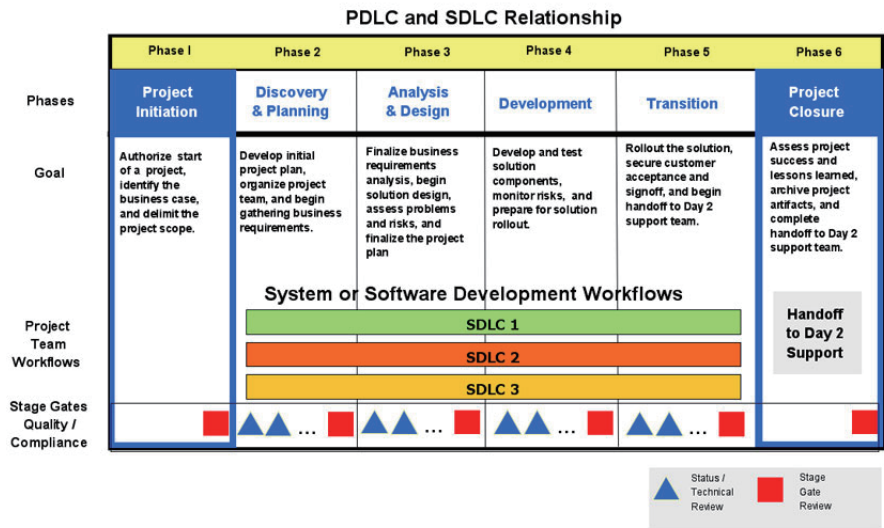 PDLC and SDLC Relationship
Phase I
Phase 2
Phase 3
Phase 4
Phase 5
Phase 6
Phases
Project
Initiation
Discovery
& Planning
Analysis
& Design
Development
Transition
Project
Closure
Goal
Authorize start
of a project,
identify the
business case,
and delimit the
project scope.
Develop initial
project plan,
organize project
team, and begin
gathering business
requirements.
Finalize business
requirements
analysis, begin
solution design,
assess problems
and risks, and
finalize the project
plan
Develop and test
solution
components,
monitor risks, and
prepare for solution
rollout.
Rollout the solution,
secure customer
acceptance and
signoff, and begin
handoff to Day 2
support team.
Assess project
success and
lessons learned,
archive project
artifacts, and
complete
handoff to Day 2
support team.
System or Software Development Workflows
Project
Team
Workflows
SDLC 1
SDLC 2
SDLC 3
Handoff
to Day 2
Support
Stage Gates
Quality /
Compliance
...
...
...
...
Status /
Technical
Review
Stage
Gate
Review